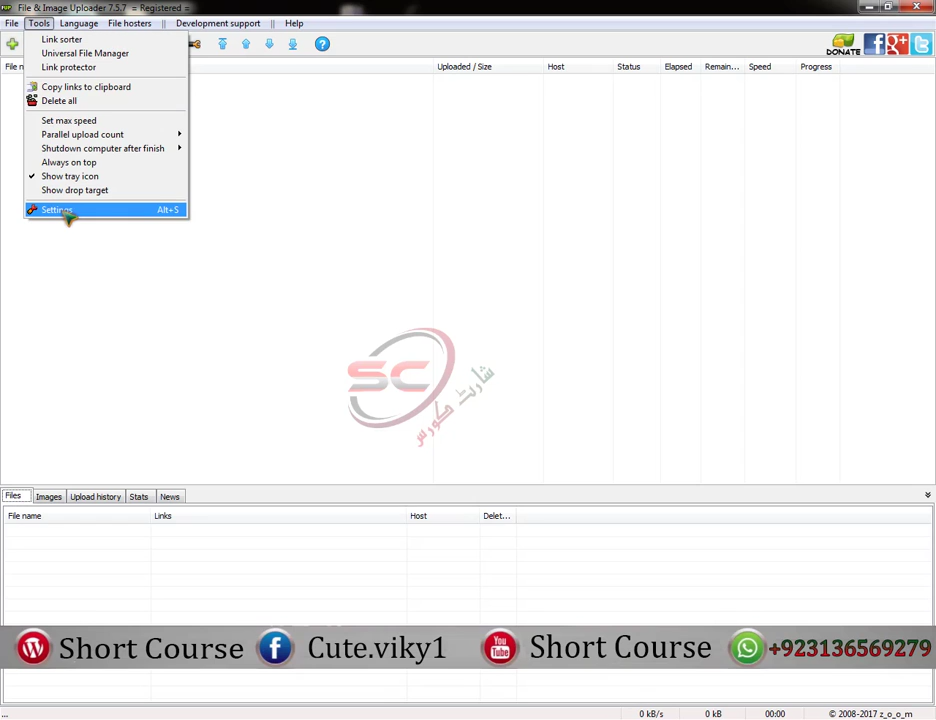 File & Image Uploader 7.5.7 = Registered =
File Tools Language File hosters || Development support || Help
DONATE
Link sorter
Universal File Manager
Link protector
Copy links to clipboard
Delete all
Set max speed
Parallel upload count
Shutdown computer after finish
Always on top
Show tray icon
Show drop target
Settings Alt+S
File n Uploaded / Size Host Status Elapsed Remain... Speed Progress
SC
شارٹ کورس
Files Images Upload history Stats News
File name Links Host Delet...
Short Course Cute.viky1 You Tube Short Course +923136569279
... 0 kB/s 0 kB 00:00 © 2008-2017 z_o_o_m